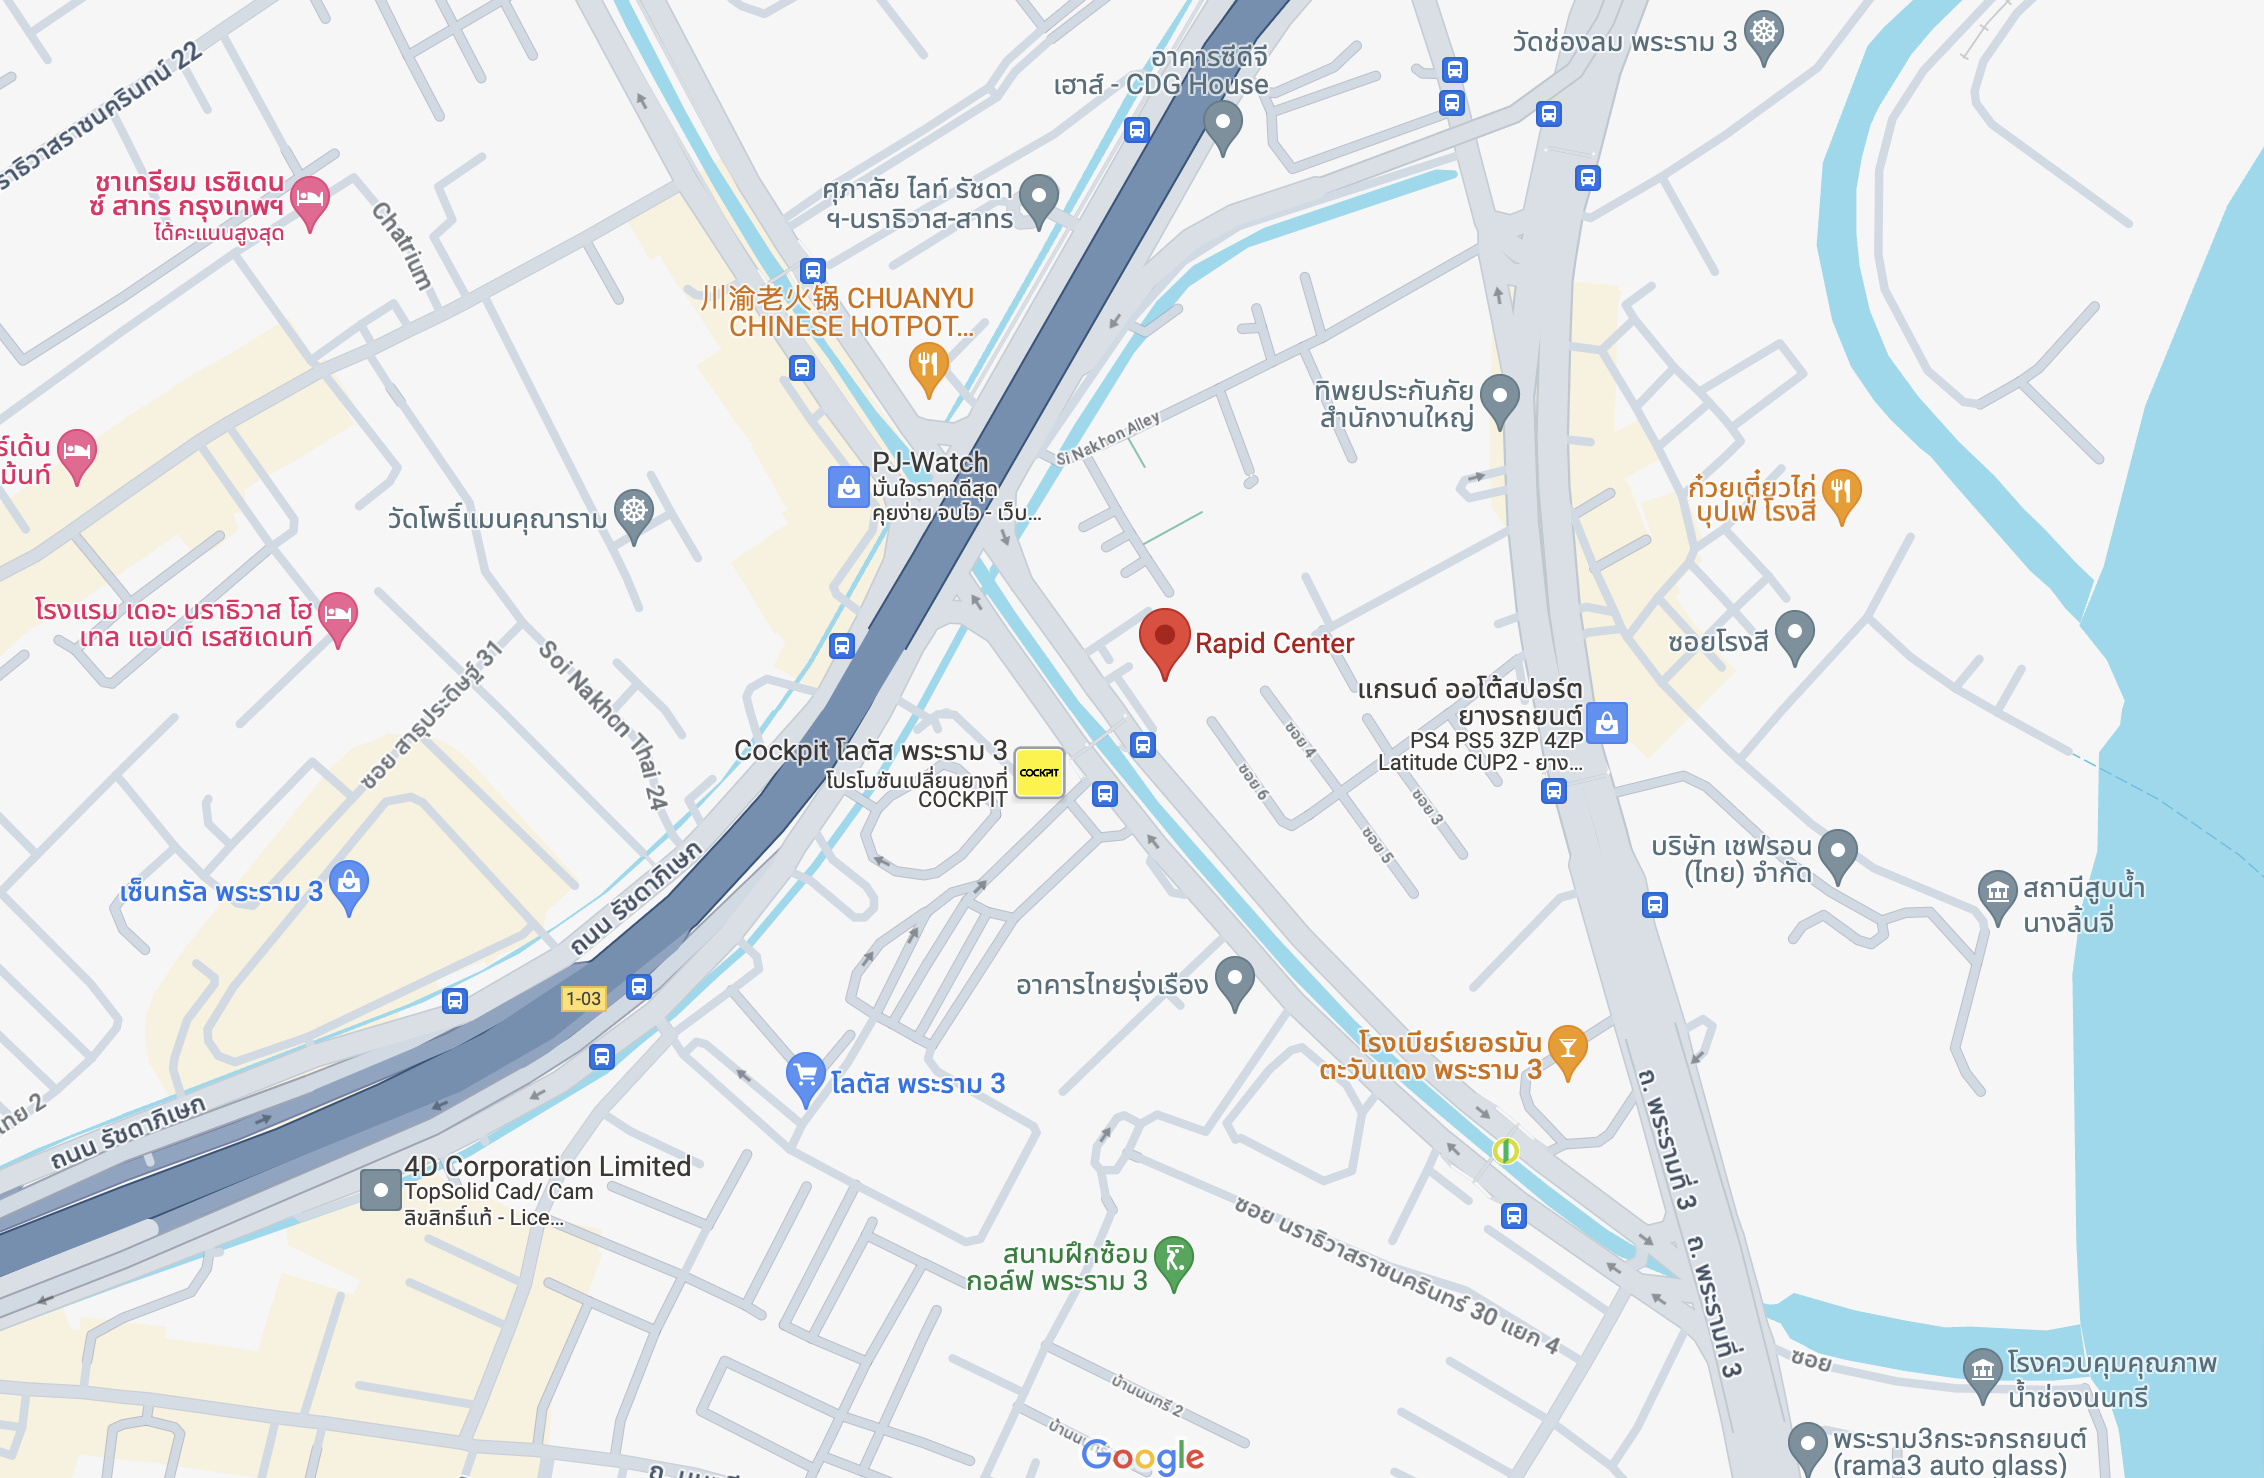 ราธิวาสราชนครินทน์ 22
อาคารซีดีจี
เฮาส์ - CDG House
วัดช่องลม พระราม 3
ชาเทรียม เรซิเดน
ซ์ สาทร กรุงเทพฯ
ได้คะแนนสูงสุด
Chatrium
ศุภาลัย ไลท์ รัชดา
ฯ-นราธิวาส-สาทร
川渝老火锅 CHUANYU
CHINESE HOTPOT...
ทิพยประกันภัย
สำนักงานใหญ่
Si Nakhon Alley
ร์เด้น
ม้นท์
PJ-Watch
มั่นใจราคาดีสุด
คุยง่าย จบไว - เว็บ...
วัดโพธิ์แมนคุณาราม
ก๋วยเตี๋ยวไก่
บุปเฟ่ โรงสี
โรงแรม เดอะ นราธิวาส โฮ
เทล แอนด์ เรสซิเดนท์
Rapid Center
ซอยโรงสี
ซอย สาธุประดิษฐ์ 31
Soi Nakhon Thai 24
แกรนด์ ออโต้สปอร์ต
ยางรถยนต์
PS4 PS5 3ZP 4ZP
Latitude CUP2 - ยาง...
Cockpit โลตัส พระราม 3
โปรโมชันเปลี่ยนยางที่
COCKPIT
COCKPIT
ซอย 4
ซอย 6
ซอย 3
ซอย 5
บริษัท เชฟรอน
(ไทย) จำกัด
เซ็นทรัล พระราม 3
ถนน รัชดาภิเษก
สถานีสูบน้ำ
นางลิ้นจี่
1-03
อาคารไทยรุ่งเรือง
โรงเบียร์เยอรมัน
ตะวันแดง พระราม 3
โลตัส พระราม 3
ไทย 2
ถนน รัชดาภิเษก
ถ. พระรามที่ 3
4D Corporation Limited
TopSolid Cad/ Cam
ลิขสิทธิ์แท้ - Lice...
ซอย นราธิวาสราชนครินทร์ 30 แยก 4
สนามฝึกซ้อม
กอล์ฟ พระราม 3
ถ. พระรามที่ 3
ซอย
โรงควบคุมคุณภาพ
น้ำช่องนนทรี
บ้านนนทรี 2
Google
พระราม3กระจกรถยนต์
(rama3 auto glass)